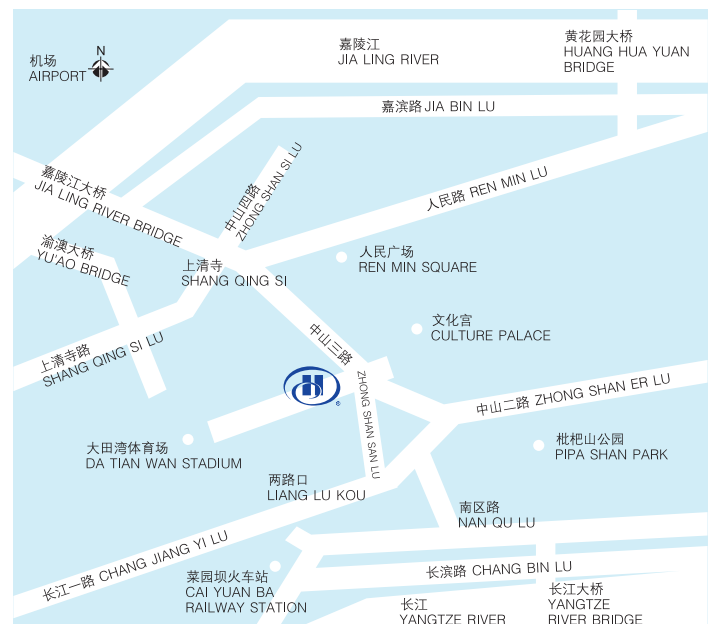 嘉陵江
JIA LING RIVER
黄花园大桥
HUANG HUA YUAN
BRIDGE
机场
AIRPORT
N
嘉滨路 JIA BIN LU
嘉陵江大桥
JIA LING RIVER BRIDGE
中山四路
ZHONG SHAN SI LU
人民路 REN MIN LU
渝澳大桥
YU'AO BRIDGE
上清寺
SHANG QING SI
人民广场
REN MIN SQUARE
文化宫
CULTURE PALACE
中山三路
ZHONG SHAN SAN LU
上清寺路
SHANG QING SI LU
H
®
中山二路 ZHONG SHAN ER LU
大田湾体育场
DA TIAN WAN STADIUM
枇杷山公园
PIPA SHAN PARK
两路口
LIANG LU KOU
南区路
NAN QU LU
长江一路 CHANG JIANG YI LU
菜园坝火车站
CAI YUAN BA
RAILWAY STATION
长滨路 CHANG BIN LU
长江
YANGTZE RIVER
长江大桥
YANGTZE
RIVER BRIDGE